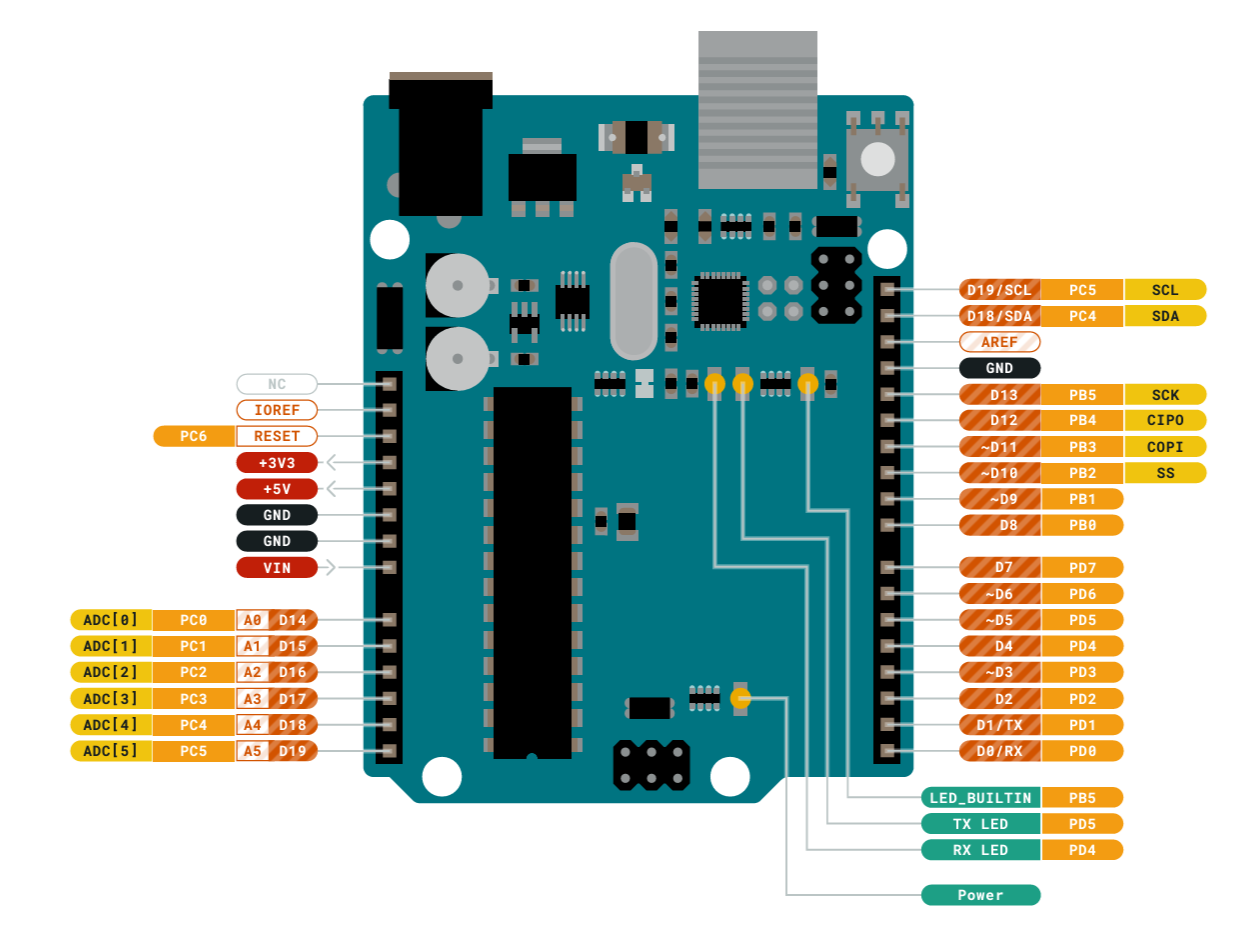 NC
IOREF
PC6 RESET
+3V3
+5V
GND
GND
VIN
ADC[0] PC0 A0 D14
ADC[1] PC1 A1 D15
ADC[2] PC2 A2 D16
ADC[3] PC3 A3 D17
ADC[4] PC4 A4 D18
ADC[5] PC5 A5 D19
D19/SCL PC5 SCL
D18/SDA PC4 SDA
AREF
GND
D13 PB5 SCK
D12 PB4 CIPO
~D11 PB3 COPI
~D10 PB2 SS
~D9 PB1
D8 PB0
D7 PD7
~D6 PD6
~D5 PD5
D4 PD4
~D3 PD3
D2 PD2
D1/TX PD1
D0/RX PD0
LED_BUILTIN PB5
TX LED PD5
RX LED PD4
Power